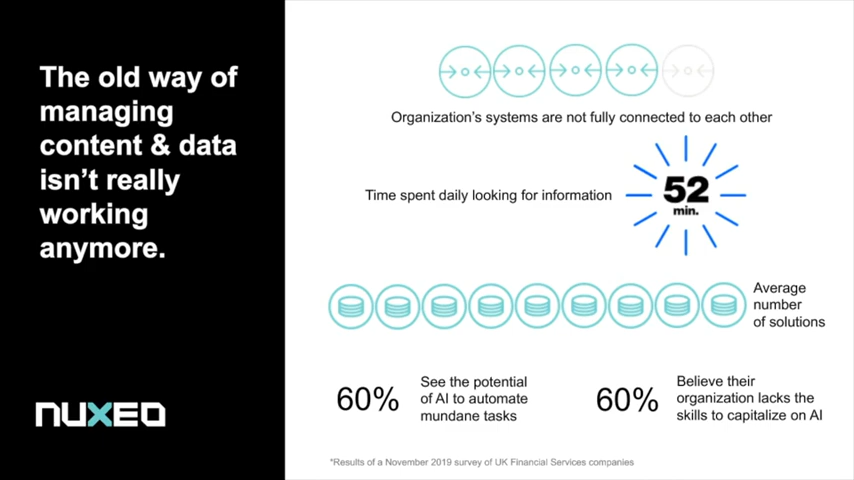 The old way of
managing
content & data
isn't really
working
anymore.
nuxeo
Organization's systems are not fully connected to each other
Time spent daily looking for information
52
min.
Average
number
of solutions
60%
See the potential
of AI to automate
mundane tasks
60%
Believe their
organization lacks the
skills to capitalize on AI
*Results of a November 2019 survey of UK Financial Services companies